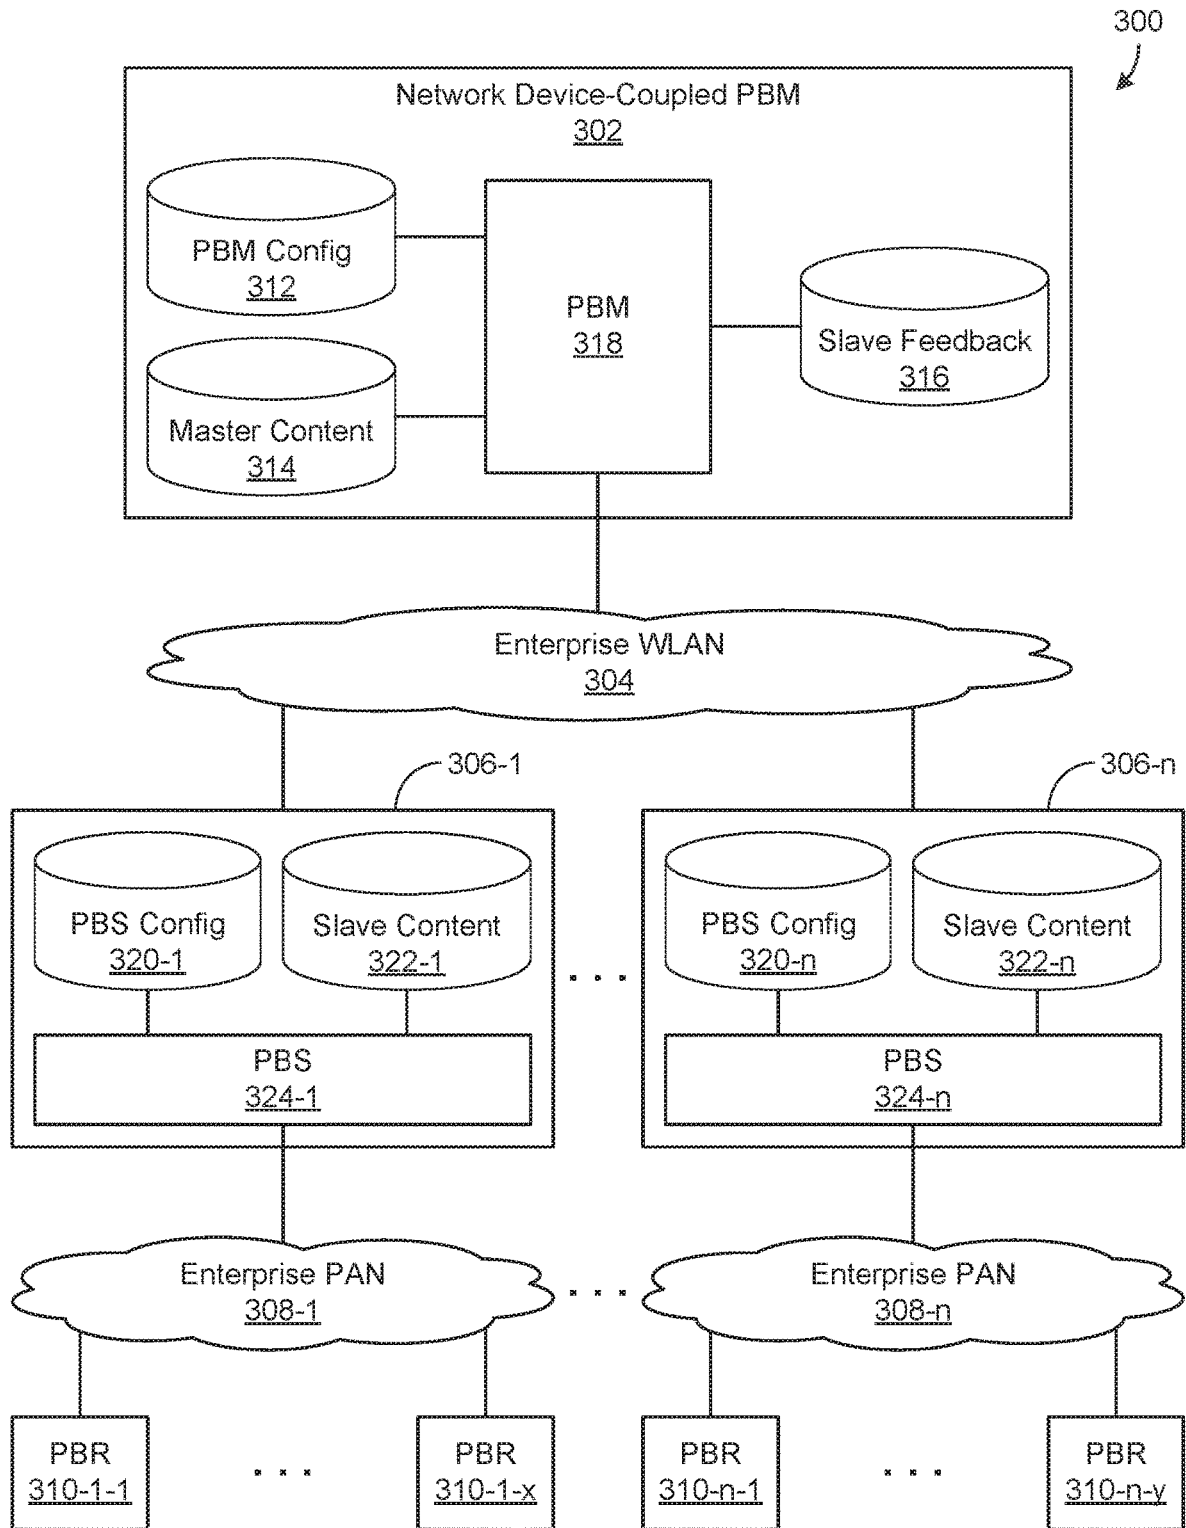 300
Network Device-Coupled PBM
302
PBM Config
312
PBM
318
Slave Feedback
316
Master Content
314
Enterprise WLAN
304
306-1
306-n
PBS Config
320-1
Slave Content
322-1
PBS Config
320-n
Slave Content
322-n
. . .
PBS
324-1
PBS
324-n
Enterprise PAN
308-1
. . .
Enterprise PAN
308-n
PBR
310-1-1
. . .
PBR
310-1-x
PBR
310-n-1
. . .
PBR
310-n-y